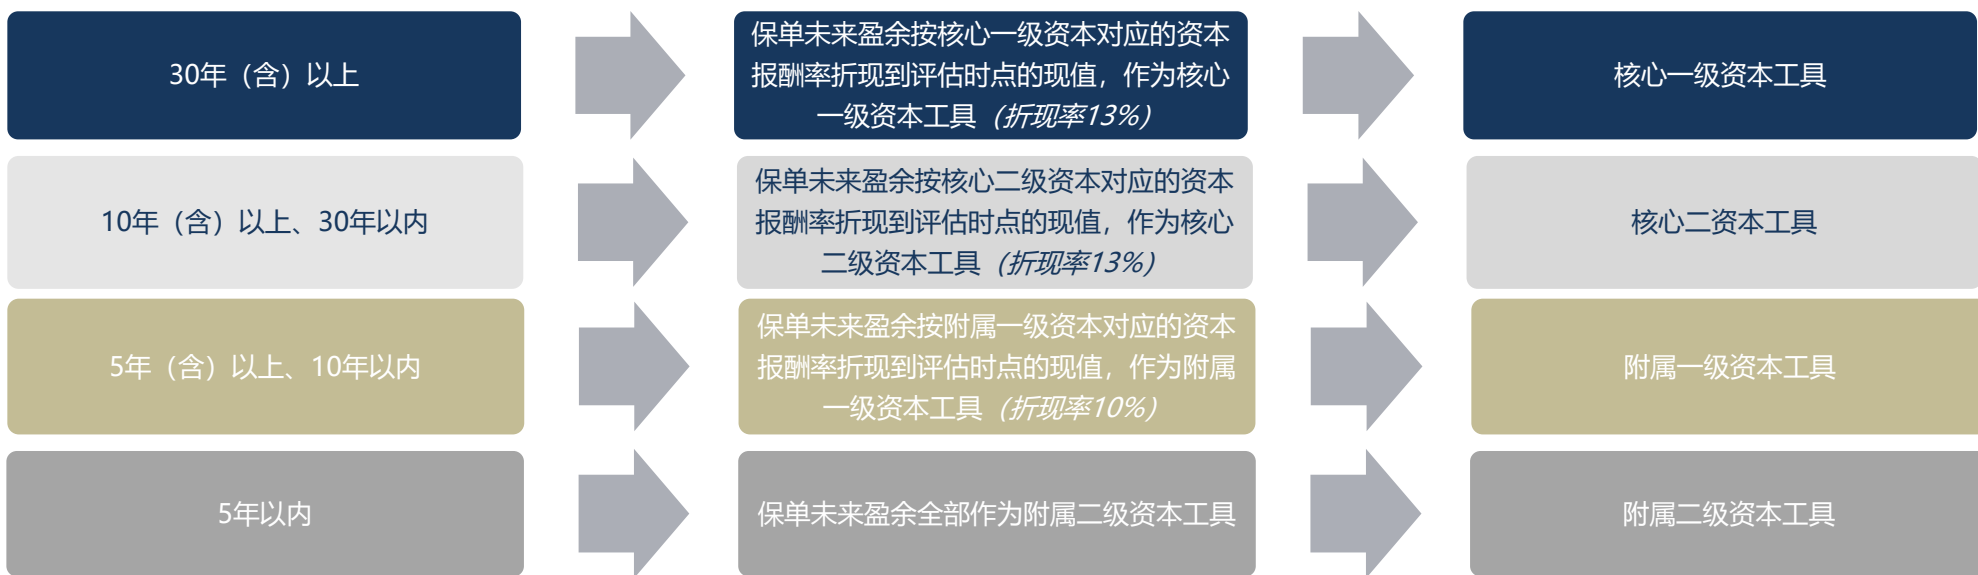 30年（含）以上
保单未来盈余按核心一级资本对应的资本
报酬率折现到评估时点的现值，作为核心
一级资本工具（折现率13%）
核心一级资本工具
10年（含）以上、30年以内
保单未来盈余按核心二级资本对应的资本
报酬率折现到评估时点的现值，作为核心
二级资本工具（折现率13%）
核心二资本工具
5年（含）以上、10年以内
保单未来盈余按附属一级资本对应的资本
报酬率折现到评估时点的现值，作为附属
一级资本工具（折现率10%）
附属一级资本工具
5年以内
保单未来盈余全部作为附属二级资本工具
附属二级资本工具